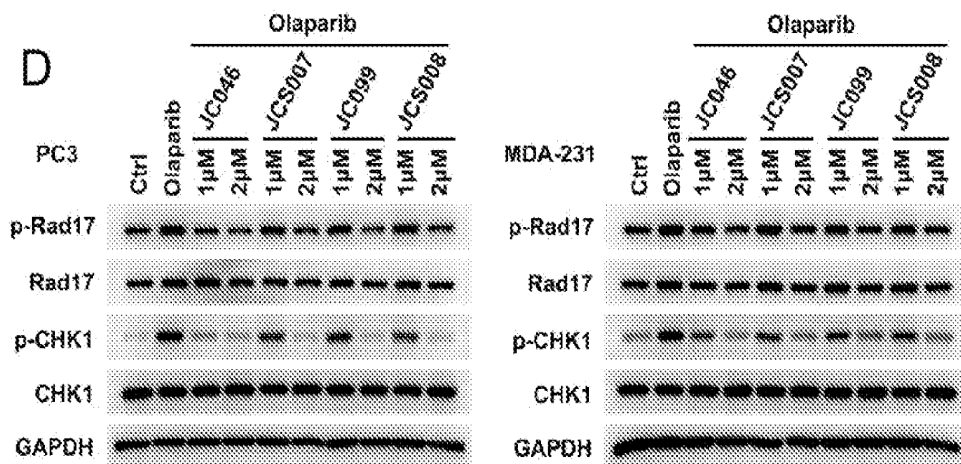 D
Olaparib
Ctrl Olaparib JC046 JCS007 JC099 JCS008
PC3
1μM 2μM 1μM 2μM 1μM 2μM 1μM 2μM
p-Rad17
Rad17
p-CHK1
CHK1
GAPDH
Olaparib
Ctrl Olaparib JC046 JCS007 JC099 JCS008
MDA-231
1μM 2μM 1μM 2μM 1μM 2μM 1μM 2μM
p-Rad17
Rad17
p-CHK1
CHK1
GAPDH